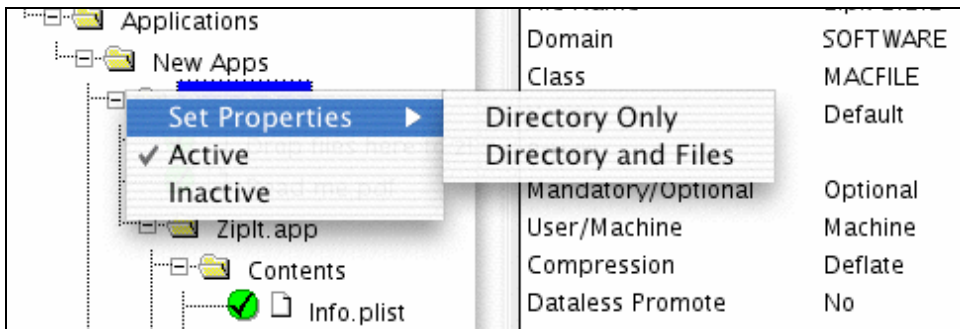 Applications
New Apps
Set Properties
Active
Inactive
ZipIt.app
Contents
Info.plist
Directory Only
Directory and Files
Domain SOFTWARE
Class MACFILE
Default
Mandatory/Optional Optional
User/Machine Machine
Compression Deflate
Dataless Promote No